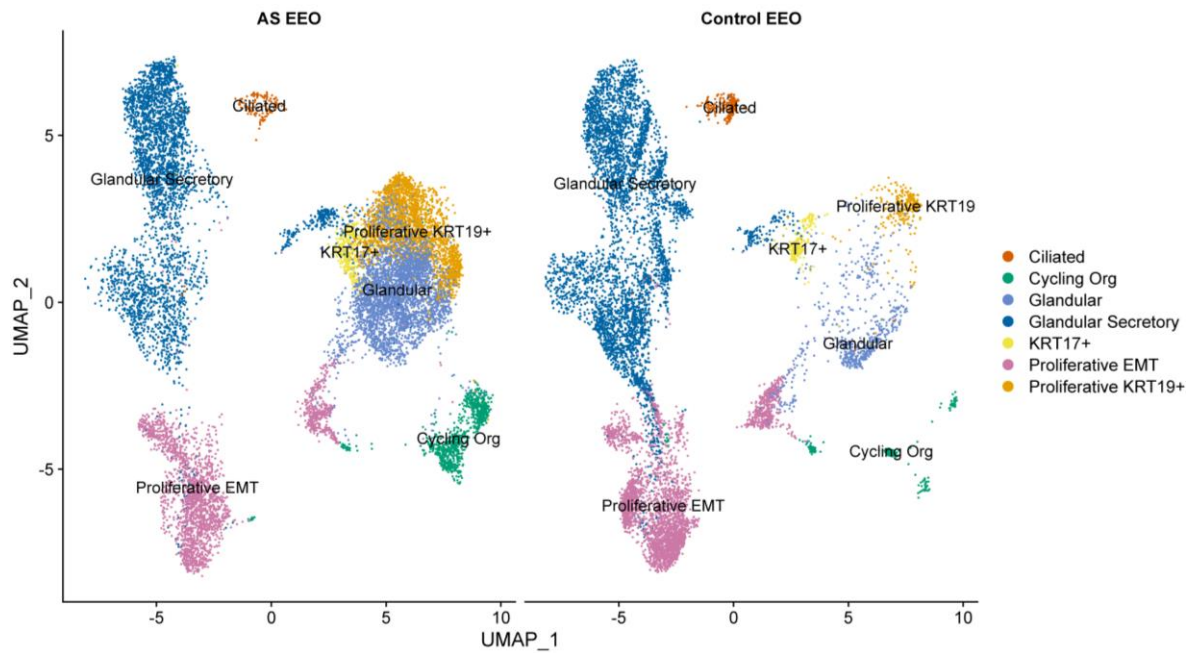 AS EEO
Control EEO
UMAP_2
5
0
-5
Ciliated
Glandular Secretory
Proliferative KRT19+
KRT17+
Glandular
Cycling Org
Proliferative EMT
Ciliated
Glandular Secretory
Proliferative KRT19
KRT17+
Glandular
Cycling Org
Proliferative EMT
-5
0
5
10
-5
0
5
10
UMAP_1
Ciliated
Cycling Org
Glandular
Glandular Secretory
KRT17+
Proliferative EMT
Proliferative KRT19+